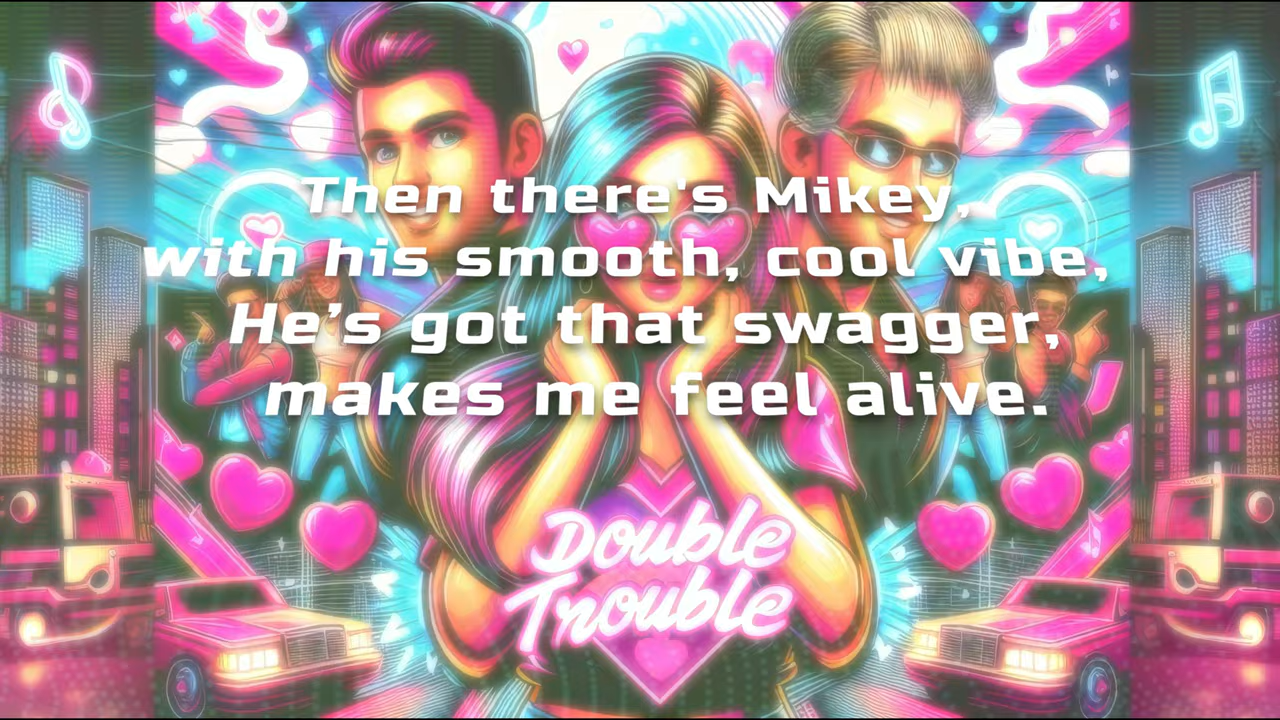 Then there's Mikey,
with his smooth, cool vibe,
He’s got that swagger,
makes me feel alive.
Double
Trouble